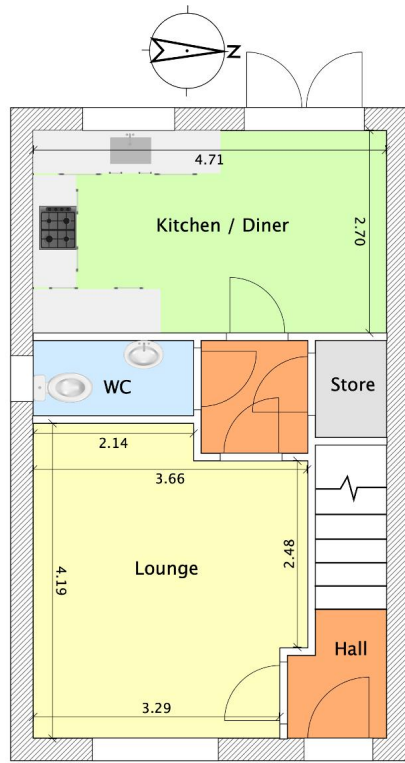 N
4.71
Kitchen / Diner
2.70
WC
Store
2.14
3.66
4.19
Lounge
2.48
Hall
3.29